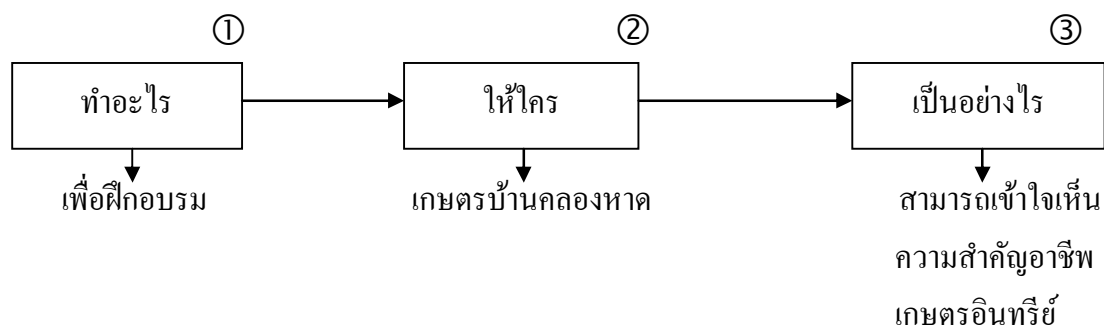 ① ② ③
ทำอะไร ให้ใคร เป็นอย่างไร
เพื่อฝึกอบรม เกษตรบ้านคลองหาด สามารถเข้าใจเห็น
ความสำคัญอาชีพ
เกษตรอินทรีย์